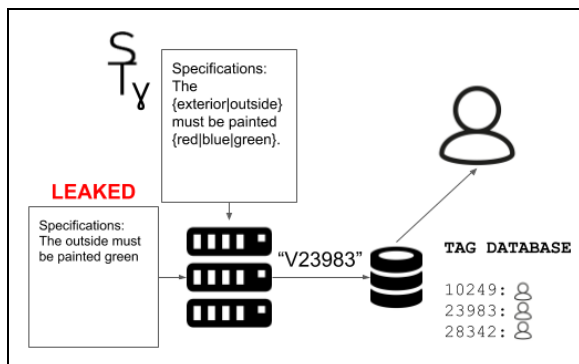 S
Tγ
Specifications:
The
{exterior|outside}
must be painted
{red|blue|green}.
LEAKED
Specifications:
The outside must
be painted green
“V23983”
TAG DATABASE
10249:
23983:
28342: